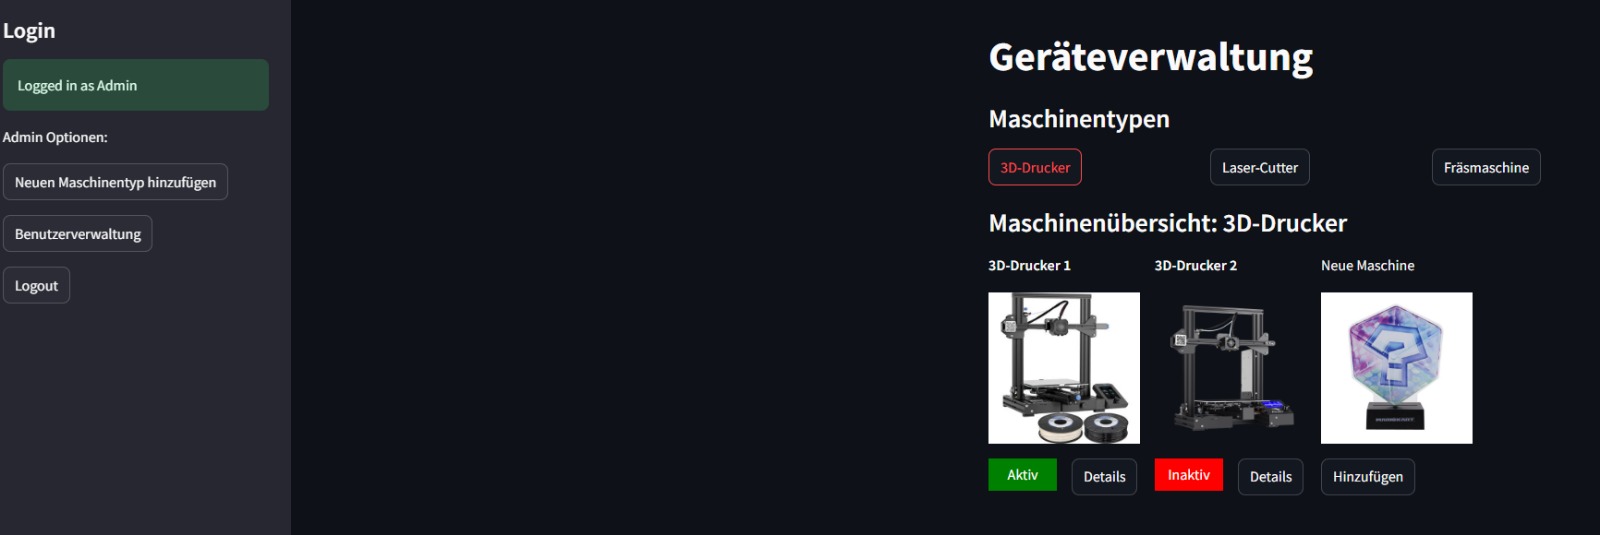 Login
Logged in as Admin
Admin Optionen:
Neuen Maschinentyp hinzufügen
Benutzerverwaltung
Logout
Geräteverwaltung
Maschinentypen
3D-Drucker
Laser-Cutter
Fräsmaschine
Maschinenübersicht: 3D-Drucker
3D-Drucker 1
3D-Drucker 2
Neue Maschine
Aktiv
Details
Inaktiv
Details
Hinzufügen